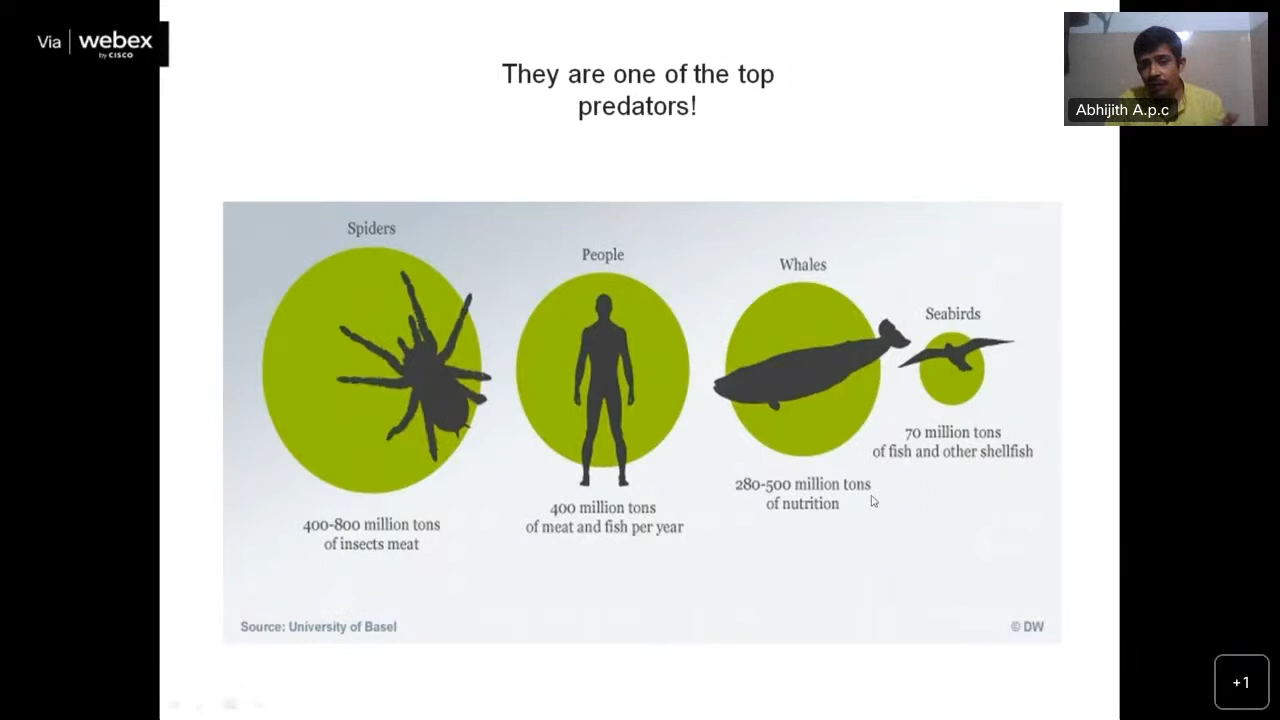 Via webex
by CISCO
They are one of the top
predators!
Abhijith A.p.c
Spiders
People
Whales
Seabirds
400-800 million tons
of insects meat
400 million tons
of meat and fish per year
280-500 million tons
of nutrition
70 million tons
of fish and other shellfish
Source: University of Basel
© DW
+1